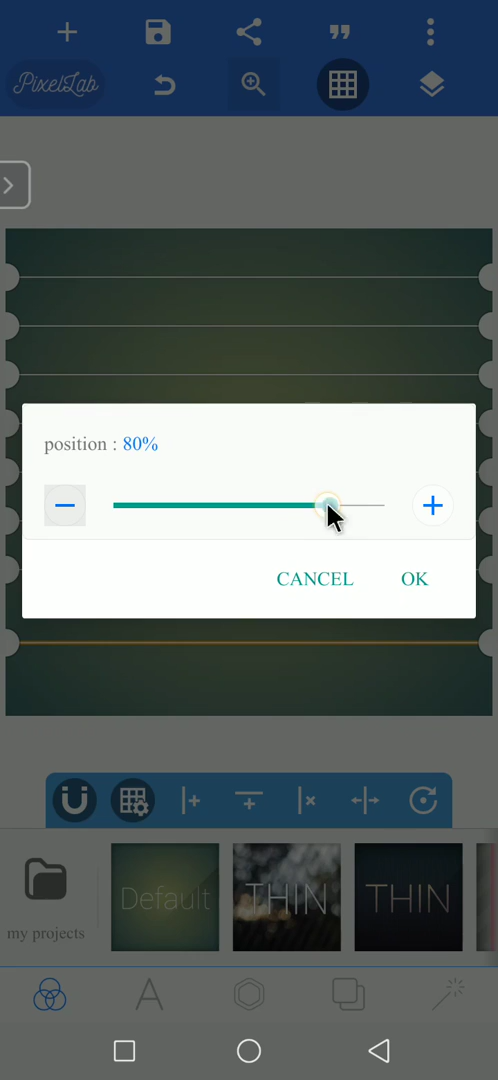 PixelLab
position : 80%
CANCEL OK
my projects
Default
THIN
THIN